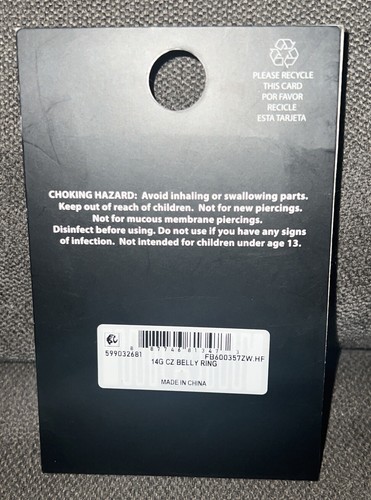 PLEASE RECYCLE
THIS CARD
POR FAVOR
RECICLE
ESTA TARJETA
CHOKING HAZARD: Avoid inhaling or swallowing parts.
Keep out of reach of children. Not for new piercings.
Not for mucous membrane piercings.
Disinfect before using. Do not use if you have any signs
of infection. Not intended for children under age 13.
599032681
FB600357ZW.HF
14G CZ BELLY RING
MADE IN CHINA